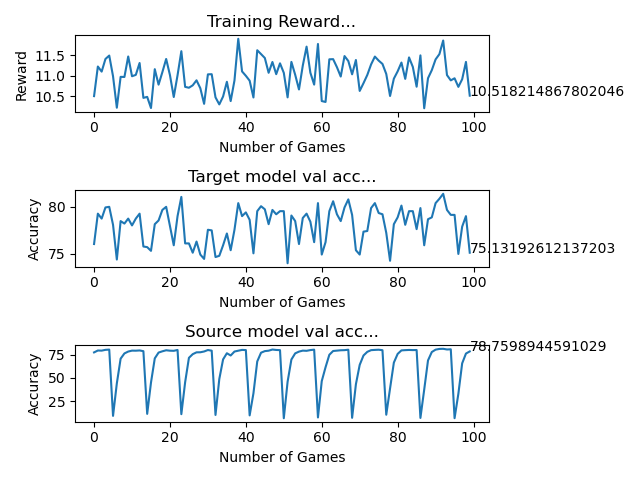 Training Reward...
Reward
11.5
11.0
10.5
10.518214867802046
0 20 40 60 80 100
Number of Games
Target model val acc...
Accuracy
80
75
75.13192612137203
0 20 40 60 80 100
Number of Games
Source model val acc...
Accuracy
75
50
25
78.7598944591029
0 20 40 60 80 100
Number of Games